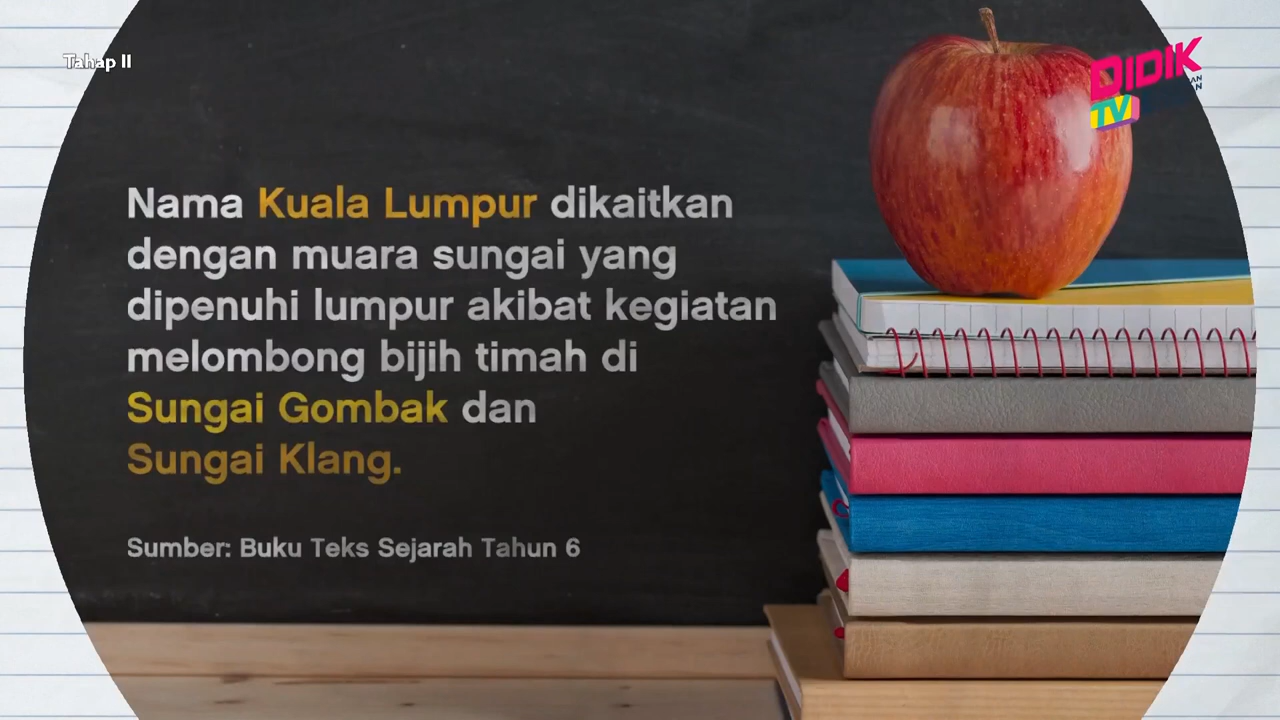 Tahap II
DIDIK
TV
Nama Kuala Lumpur dikaitkan
dengan muara sungai yang
dipenuhi lumpur akibat kegiatan
melombong bijih timah di
Sungai Gombak dan
Sungai Klang.
Sumber: Buku Teks Sejarah Tahun 6